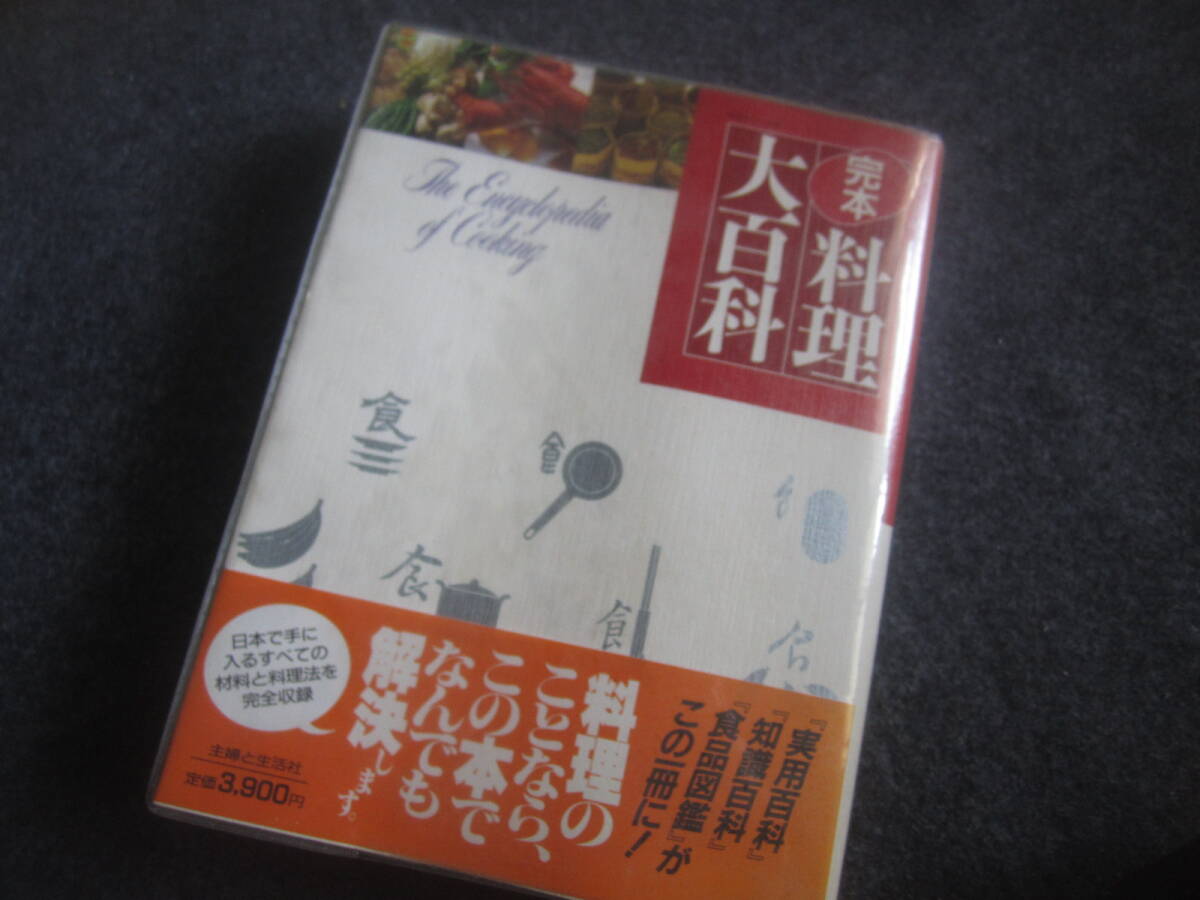 完本
料理
大百科
The Encyclopedia
of Cooking
食
食
食
食
『実用百科』
『知識百科』
『食品図鑑』が
この一冊に！
料理の
ことなら、
この本で
なんでも
解決します。
日本で手に
入るすべての
材料と料理法を
完全収録
主婦と生活社
定価3,900円